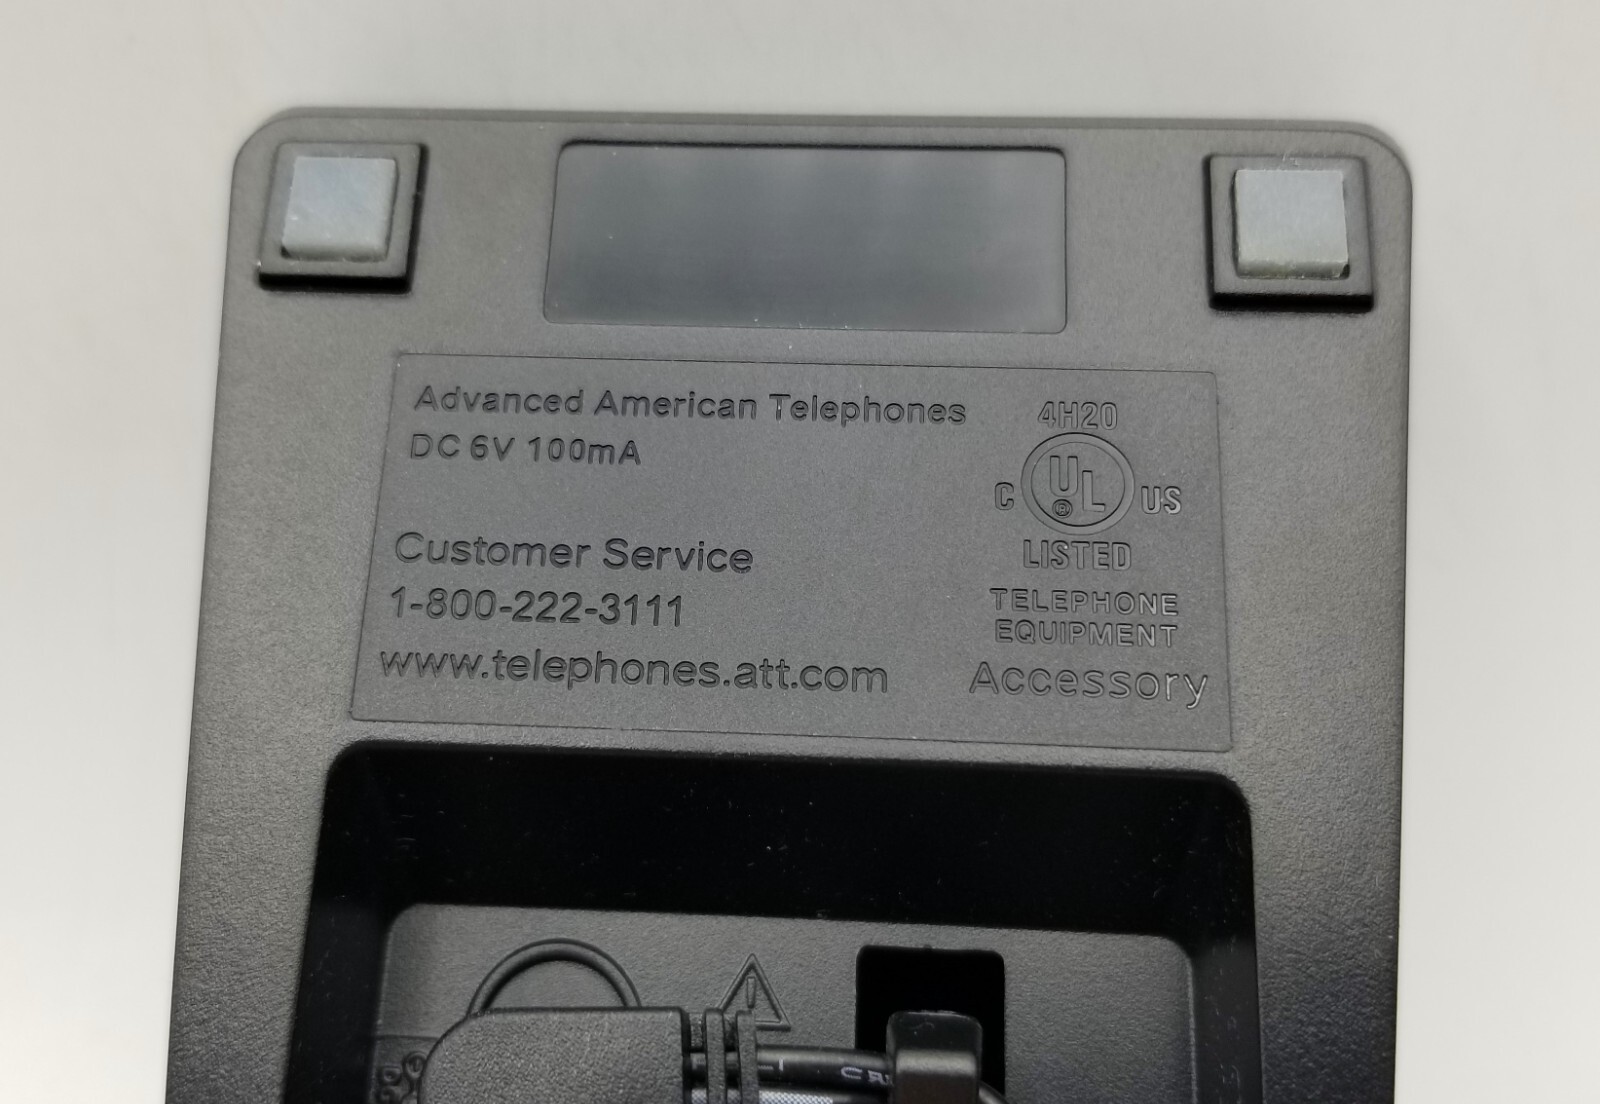 Advanced American Telephones
DC 6V 100mA
Customer Service
1-800-222-3111
www.telephones.att.com
4H20
C UL® US
LISTED
TELEPHONE
EQUIPMENT
Accessory